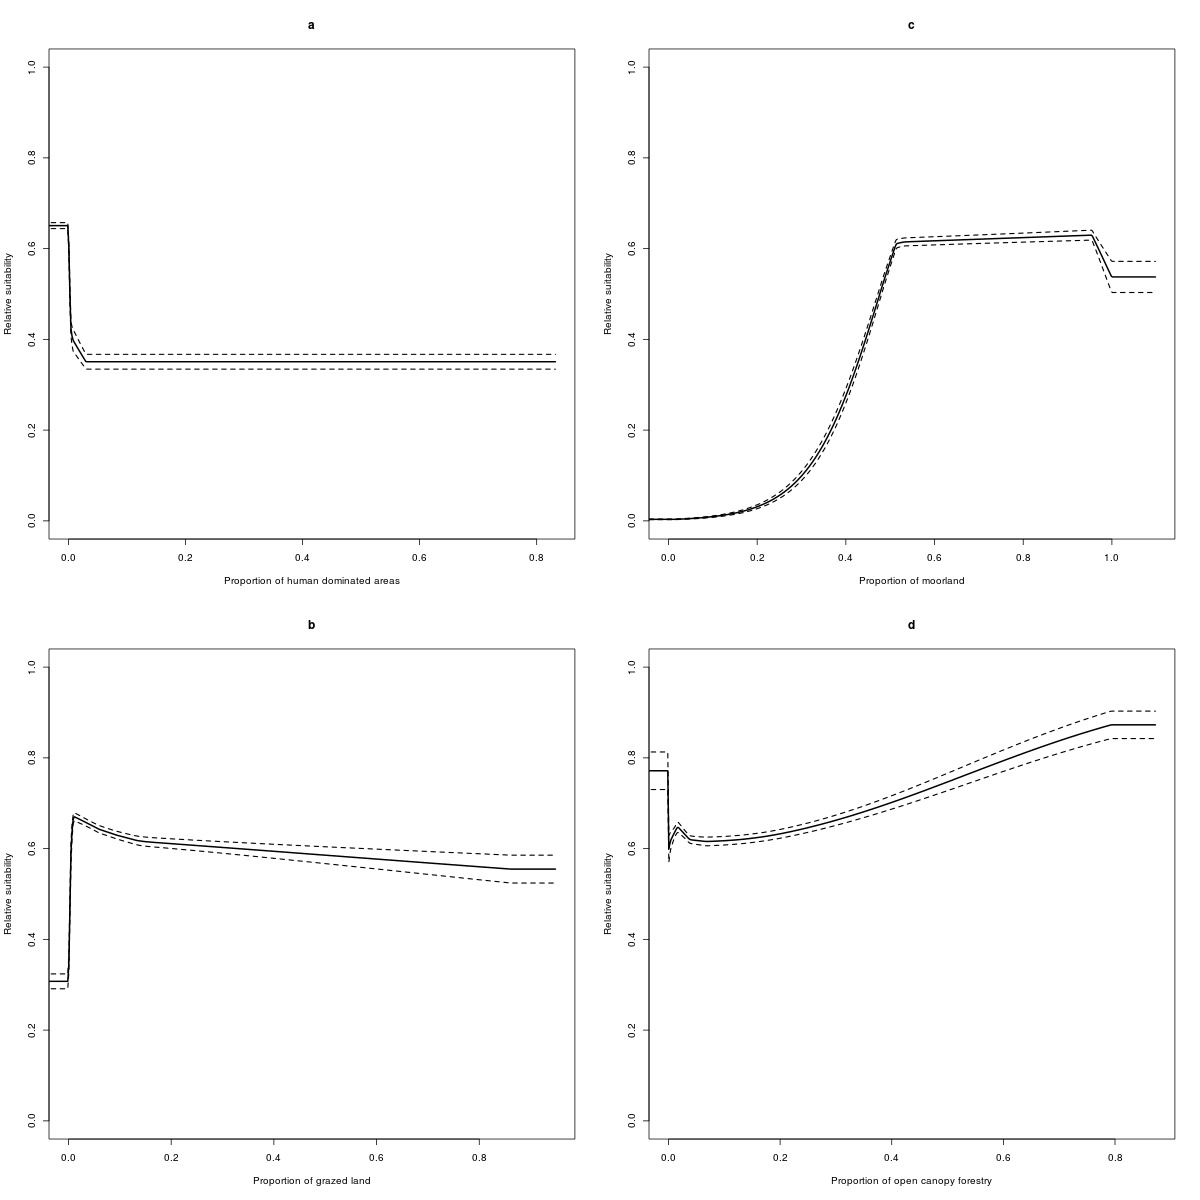 a
1.0
0.8
0.6
0.4
0.2
0.0
Relative suitability
0.0 0.2 0.4 0.6 0.8
Proportion of human dominated areas
c
1.0
0.8
0.6
0.4
0.2
0.0
Relative suitability
0.0 0.2 0.4 0.6 0.8 1.0
Proportion of moorland
b
1.0
0.8
0.6
0.4
0.2
0.0
Relative suitability
0.0 0.2 0.4 0.6 0.8
Proportion of grazed land
d
1.0
0.8
0.6
0.4
0.2
0.0
Relative suitability
0.0 0.2 0.4 0.6 0.8
Proportion of open canopy forestry